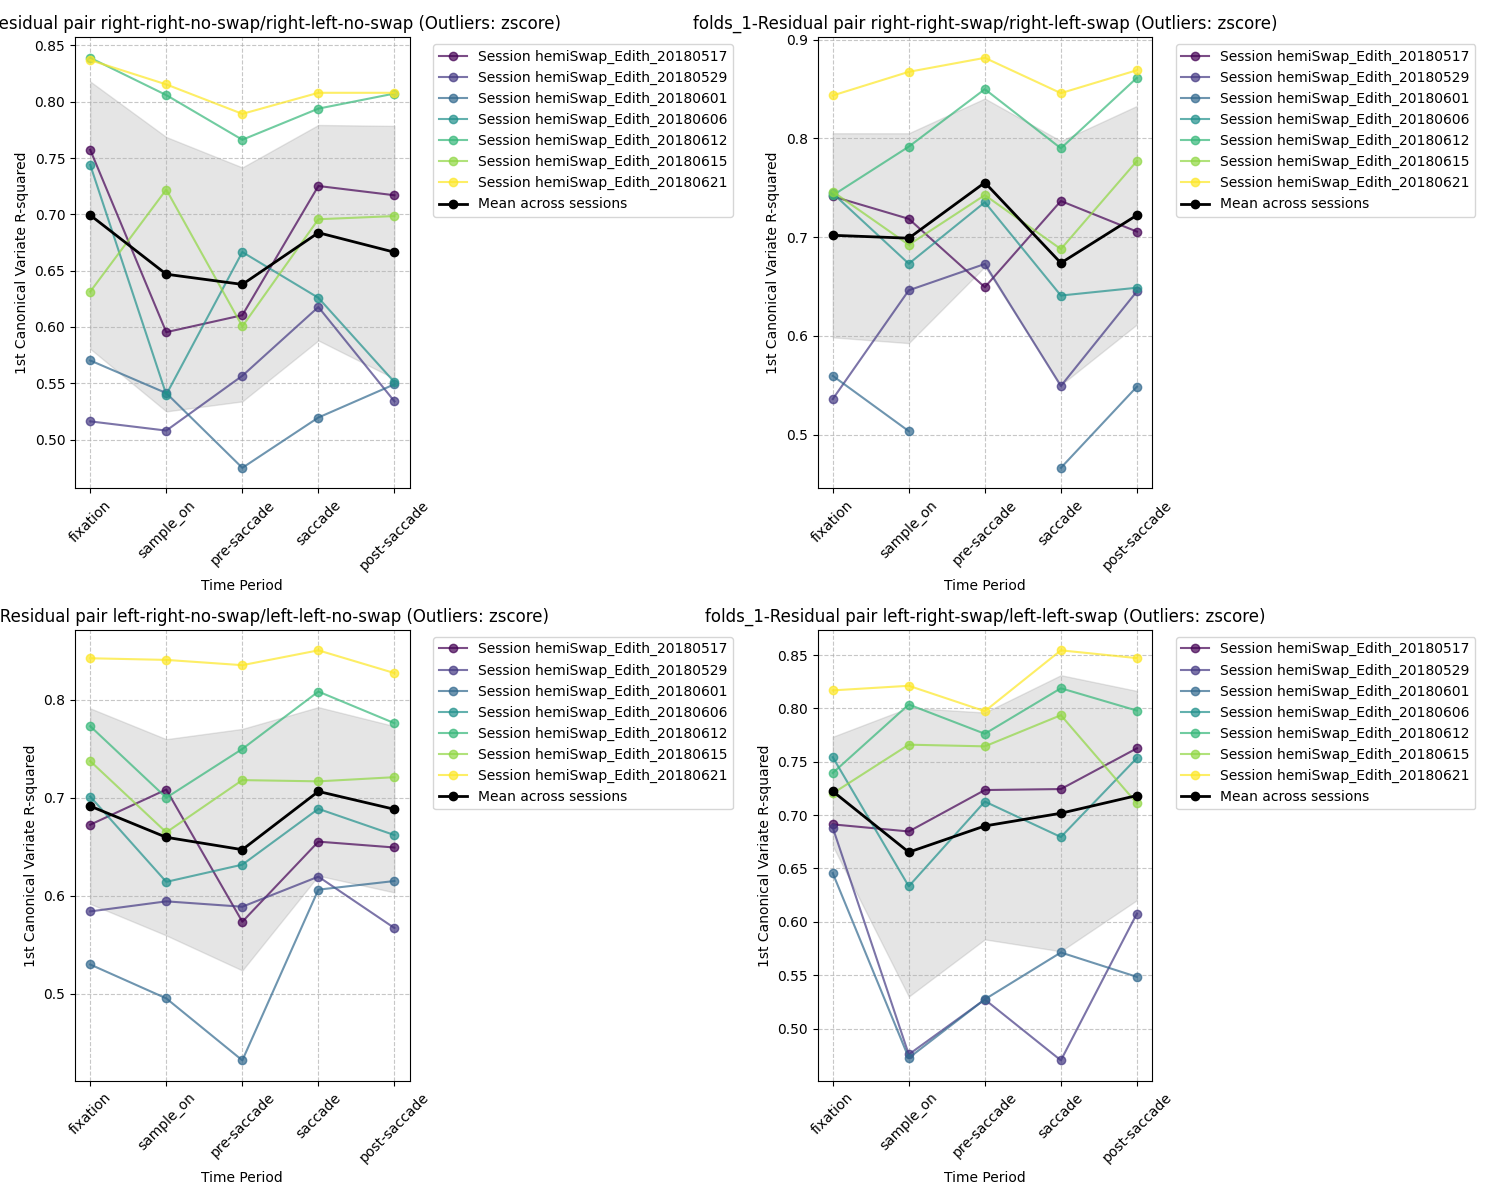 esidual pair right-right-no-swap/right-left-no-swap (Outliers: zscore)
0.85
0.80
0.75
0.70
0.65
0.60
0.55
0.50
1st Canonical Variate R-squared
fixation
sample_on
pre-saccade
saccade
post-saccade
Time Period
Session hemiSwap_Edith_20180517
Session hemiSwap_Edith_20180529
Session hemiSwap_Edith_20180601
Session hemiSwap_Edith_20180606
Session hemiSwap_Edith_20180612
Session hemiSwap_Edith_20180615
Session hemiSwap_Edith_20180621
Mean across sessions
folds_1-Residual pair right-right-swap/right-left-swap (Outliers: zscore)
0.9
0.8
0.7
0.6
0.5
1st Canonical Variate R-squared
fixation
sample_on
pre-saccade
saccade
post-saccade
Time Period
Session hemiSwap_Edith_20180517
Session hemiSwap_Edith_20180529
Session hemiSwap_Edith_20180601
Session hemiSwap_Edith_20180606
Session hemiSwap_Edith_20180612
Session hemiSwap_Edith_20180615
Session hemiSwap_Edith_20180621
Mean across sessions
Residual pair left-right-no-swap/left-left-no-swap (Outliers: zscore)
0.8
0.7
0.6
0.5
1st Canonical Variate R-squared
fixation
sample_on
pre-saccade
saccade
post-saccade
Time Period
Session hemiSwap_Edith_20180517
Session hemiSwap_Edith_20180529
Session hemiSwap_Edith_20180601
Session hemiSwap_Edith_20180606
Session hemiSwap_Edith_20180612
Session hemiSwap_Edith_20180615
Session hemiSwap_Edith_20180621
Mean across sessions
folds_1-Residual pair left-right-swap/left-left-swap (Outliers: zscore)
0.85
0.80
0.75
0.70
0.65
0.60
0.55
0.50
1st Canonical Variate R-squared
fixation
sample_on
pre-saccade
saccade
post-saccade
Time Period
Session hemiSwap_Edith_20180517
Session hemiSwap_Edith_20180529
Session hemiSwap_Edith_20180601
Session hemiSwap_Edith_20180606
Session hemiSwap_Edith_20180612
Session hemiSwap_Edith_20180615
Session hemiSwap_Edith_20180621
Mean across sessions